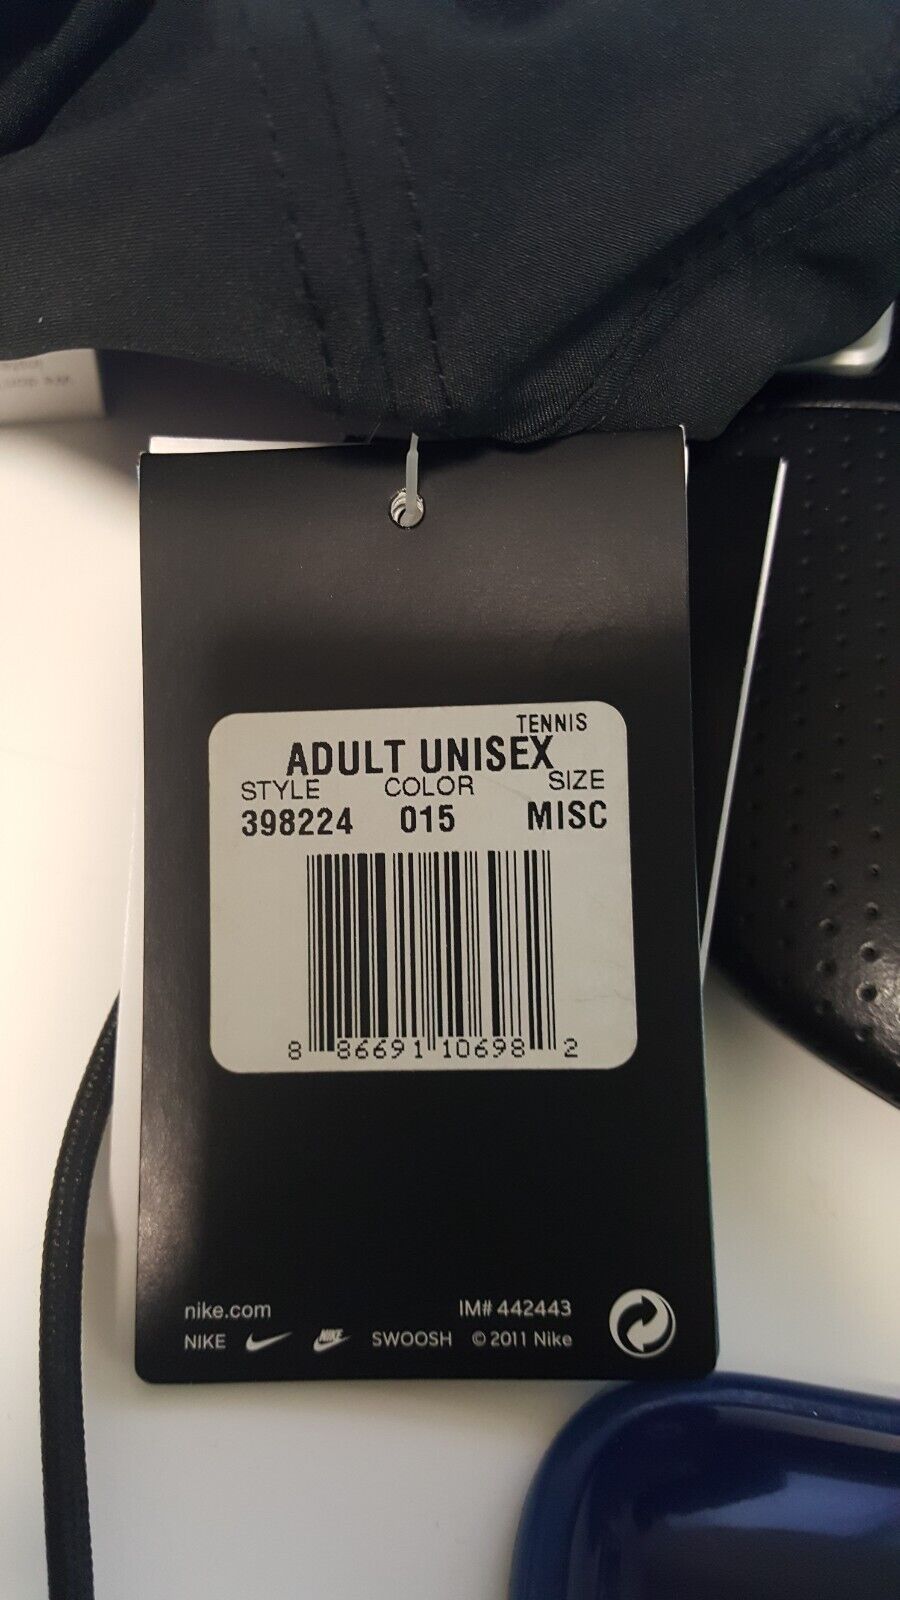 TENNIS
ADULT UNISEX
STYLE COLOR SIZE
398224 015 MISC
8 86691 10698 2
nike.com IM# 442443
NIKE NIKE SWOOSH © 2011 Nike